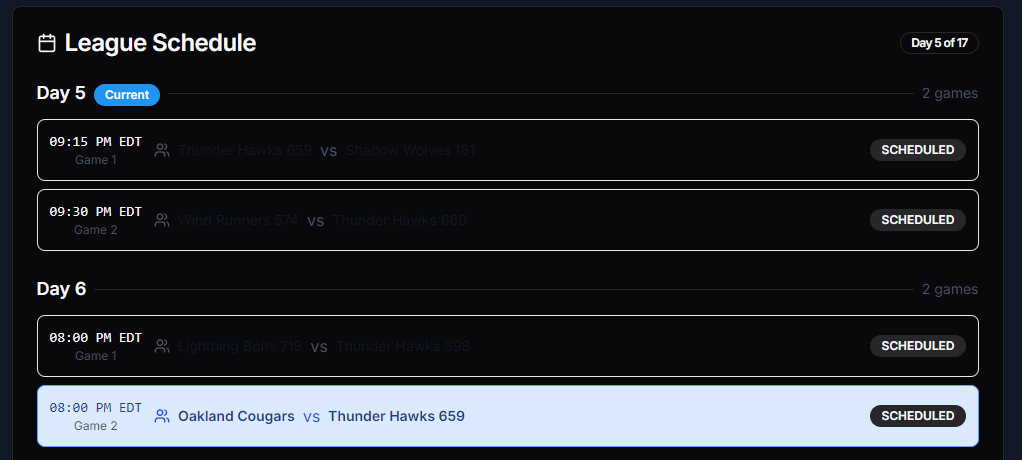 League Schedule
Day 5 of 17
Day 5 Current 2 games
09:15 PM EDT
Game 1
Thunder Hawks 659 vs Shadow Wolves 181
SCHEDULED
09:30 PM EDT
Game 2
Wind Runners 574 vs Thunder Hawks 660
SCHEDULED
Day 6 2 games
08:00 PM EDT
Game 1
Lightning Bolts 719 vs Thunder Hawks 398
SCHEDULED
08:00 PM EDT
Game 2
Oakland Cougars vs Thunder Hawks 659
SCHEDULED